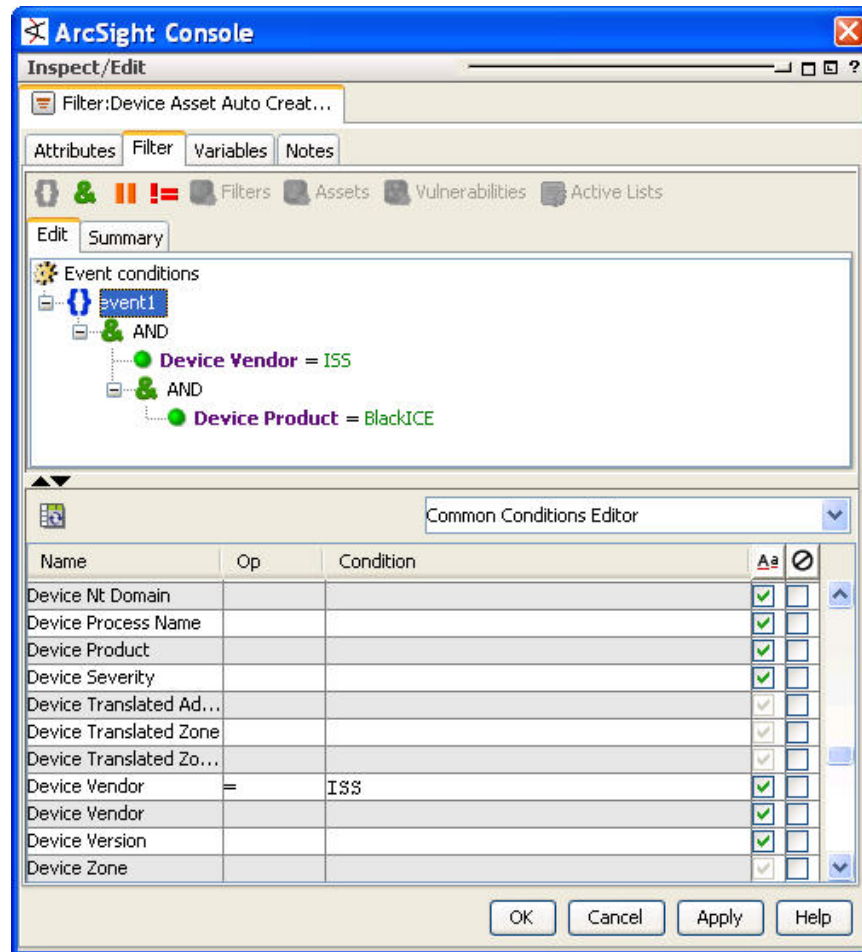 ArcSight Console
Inspect/Edit
?
Filter:Device Asset Auto Creat...
Attributes Filter Variables Notes
{} & || != Filters Assets Vulnerabilities Active Lists
Edit Summary
Event conditions
{} event1
& AND
Device Vendor = ISS
& AND
Device Product = BlackICE
Common Conditions Editor
Name Op Condition Aa
Device Nt Domain
Device Process Name
Device Product
Device Severity
Device Translated Ad...
Device Translated Zone
Device Translated Zo...
Device Vendor = ISS
Device Vendor
Device Version
Device Zone
OK Cancel Apply Help